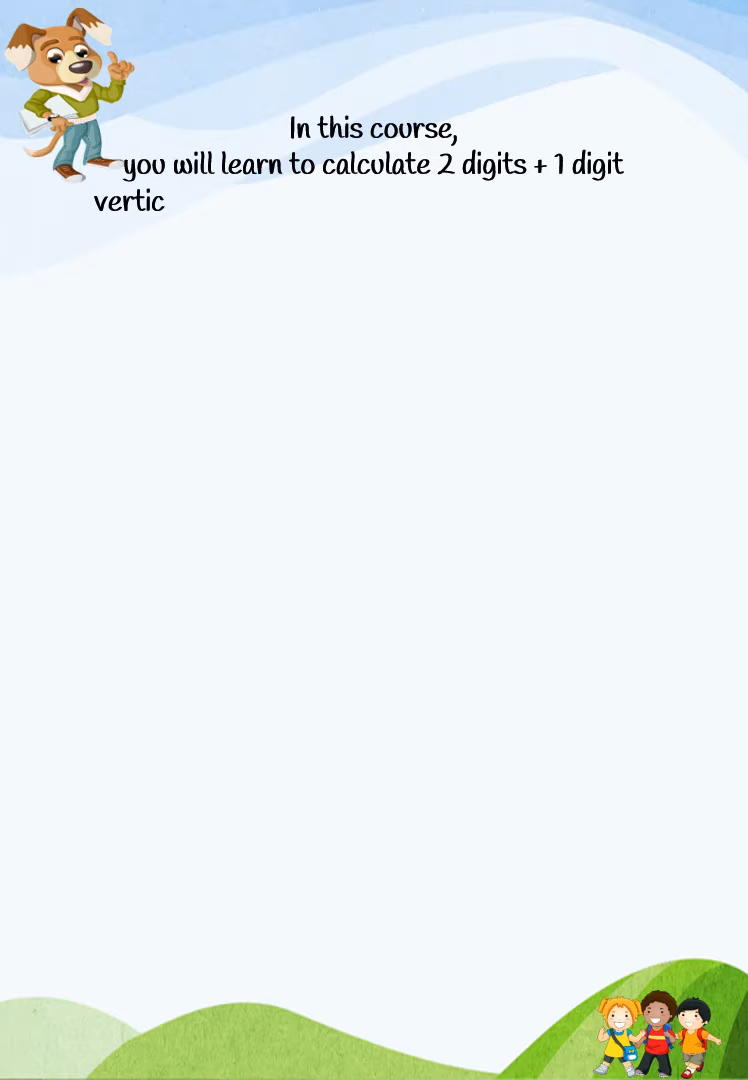 In this course,
you will learn to calculate 2 digits + 1 digit
vertic